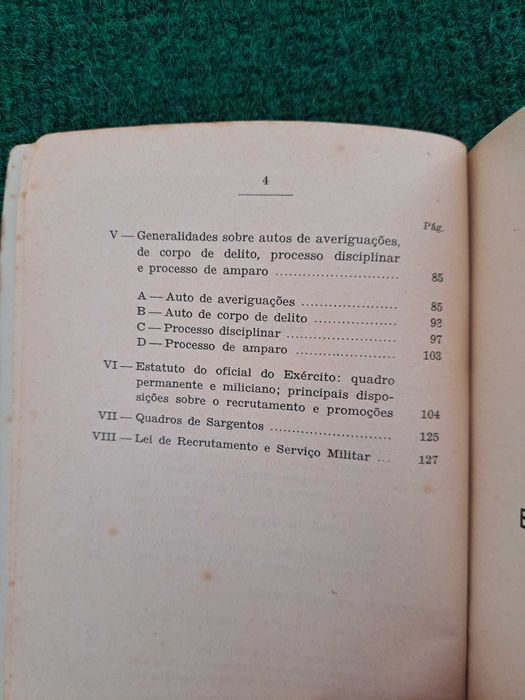 4
Pág.
V — Generalidades sobre autos de averiguações,
de corpo de delito, processo disciplinar
e processo de amparo ............................ 85
A — Auto de averiguações ..................... 85
B — Auto de corpo de delito .................. 92
C — Processo disciplinar ........................ 97
D — Processo de amparo ....................... 103
VI — Estatuto do oficial do Exército: quadro
permanente e miliciano; principais dispo-
sições sobre o recrutamento e promoções 104
VII — Quadros de Sargentos ........................... 125
VIII — Lei de Recrutamento e Serviço Militar ... 127